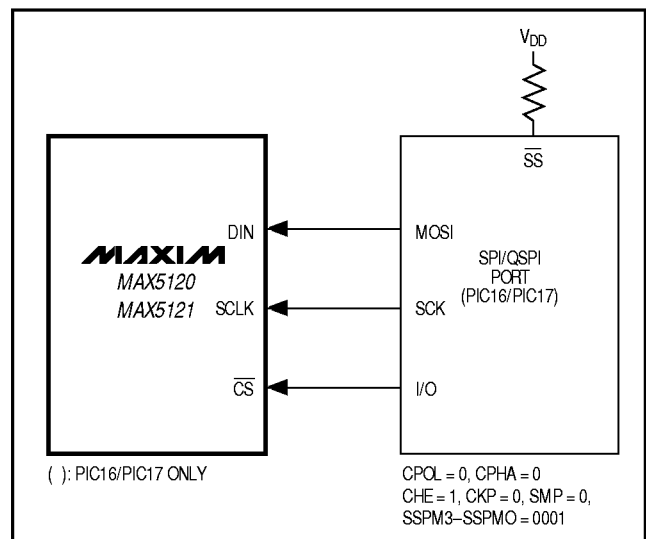 VDD
SS
DIN
MOSI
MAXIM
MAX5120
MAX5121
SPI/QSPI
PORT
(PIC16/PIC17)
SCLK
SCK
CS
I/O
( ): PIC16/PIC17 ONLY
CPOL = 0, CPHA = 0
CHE = 1, CKP = 0, SMP = 0,
SSPM3–SSPMO = 0001